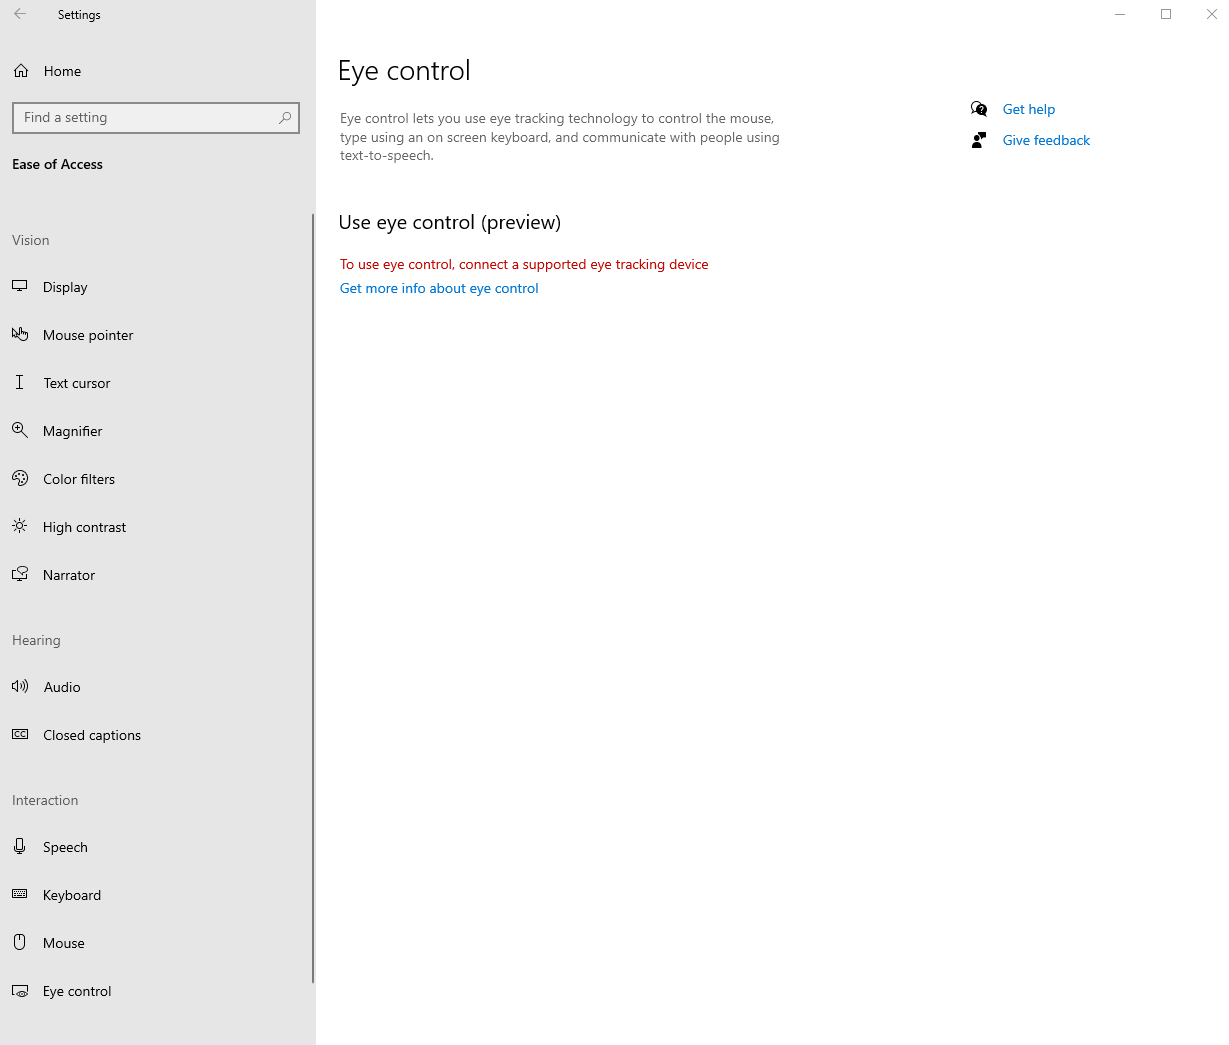 Settings
Home
Find a setting
Ease of Access
Vision
Display
Mouse pointer
Text cursor
Magnifier
Color filters
High contrast
Narrator
Hearing
Audio
CC
Closed captions
Interaction
Speech
Keyboard
Mouse
Eye control
Eye control
Eye control lets you use eye tracking technology to control the mouse,
type using an on screen keyboard, and communicate with people using
text-to-speech.
Use eye control (preview)
To use eye control, connect a supported eye tracking device
Get more info about eye control
Get help
Give feedback